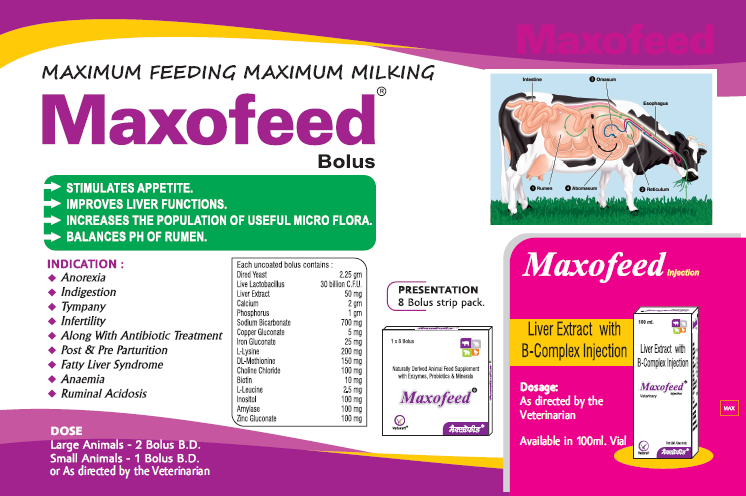 Maxofeed
MAXIMUM FEEDING MAXIMUM MILKING
Maxofeed®
Bolus
STIMULATES APPETITE.
IMPROVES LIVER FUNCTIONS.
INCREASES THE POPULATION OF USEFUL MICRO FLORA.
BALANCES PH OF RUMEN.
Intestine
3 Omasum
Esophagus
1 Rumen
4 Abomasum
2 Reticulum
INDICATION :
Anorexia
Indigestion
Tympany
Infertility
Along With Antibiotic Treatment
Post & Pre Parturition
Fatty Liver Syndrome
Anaemia
Ruminal Acidosis
Each uncoated bolus contains :
Dired Yeast 2.25 gm
Live Lactobacillus 30 billion C.F.U.
Liver Extract 50 mg
Calcium 2 gm
Phosphorus 1 gm
Sodium Bicarbonate 700 mg
Copper Gluconate 5 mg
Iron Gluconate 25 mg
L-Lysine 200 mg
DL-Methionine 150 mg
Choline Chloride 100 mg
Biotin 10 mg
L-Leucine 2.5 mg
Inositol 100 mg
Amylase 100 mg
Zinc Gluconate 100 mg
PRESENTATION
8 Bolus strip pack.
1 x 8 Bolus
Naturally Derived Animal Feed Supplement
with Enzymes, Probiotics & Minerals
Maxofeed®
मैक्सोफीड
DOSE
Large Animals - 2 Bolus B.D.
Small Animals - 1 Bolus B.D.
or As directed by the Veterinarian
Maxofeed Injection
Liver Extract with
B-Complex Injection
Dosage:
As directed by the
Veterinarian
Available in 100ml. Vial
100 ml.
Liver Extract with
B-Complex Injection
Maxofeed
Veterinary Injection
मैक्सोफीड
MAX